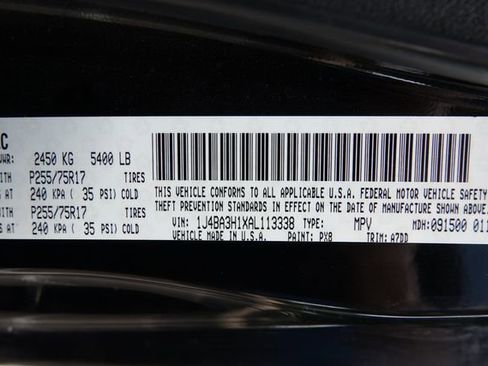 C
VWR: 2450 KG 5400 LB
P255/75R17 TIRES
S AT 240 KPA ( 35 PSI) COLD
P255/75R17 TIRES
S AT 240 KPA ( 35 PSI) COLD
THIS VEHICLE CONFORMS TO ALL APPLICABLE U.S.A. FEDERAL MOTOR VEHICLE SAFETY
THEFT PREVENTION STANDARDS IN EFFECT ON THE DATE OF MANUFACTURE SHOWN ABOVE.
VIN: 1J4BA3H1XAL113338 TYPE: MPV MDH: 091500 011
VEHICLE MADE IN U.S.A. PAINT: PX8 TRIM: A7DD